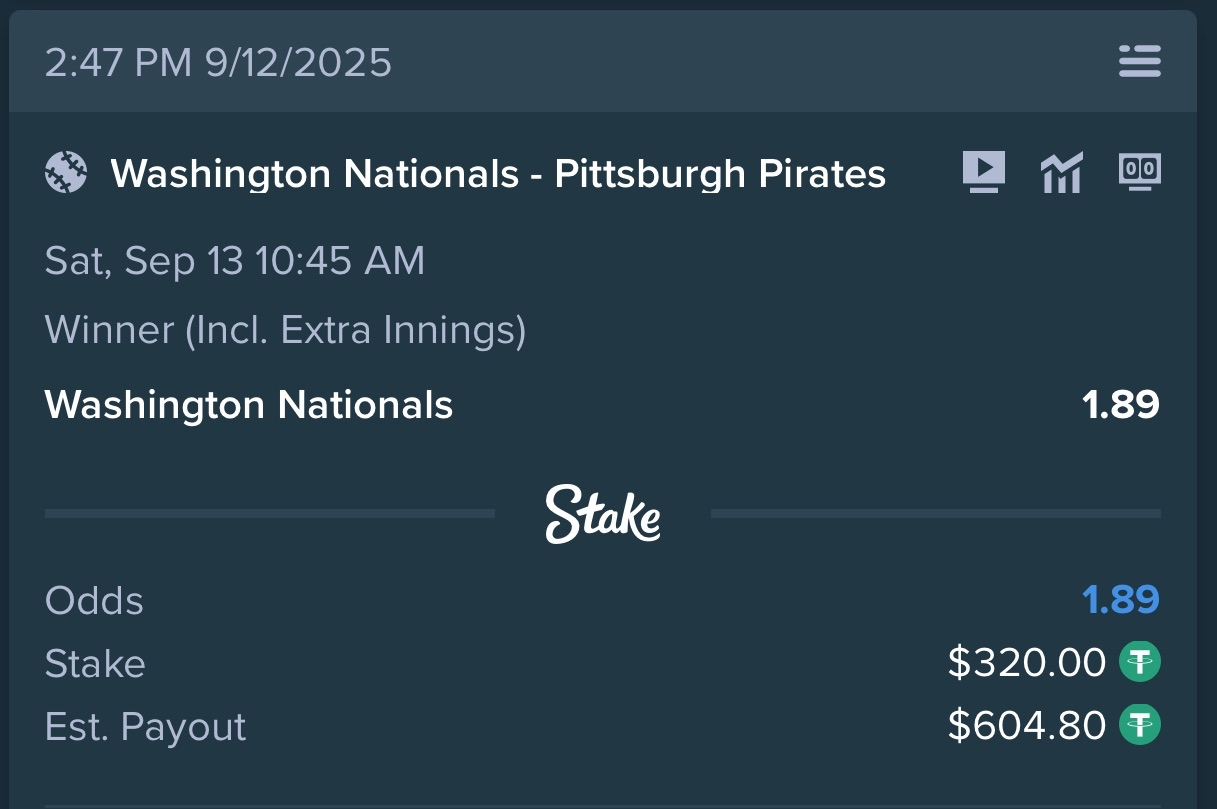 2:47 PM 9/12/2025
Washington Nationals - Pittsburgh Pirates
00
Sat, Sep 13 10:45 AM
Winner (Incl. Extra Innings)
Washington Nationals 1.89
Stake
Odds 1.89
Stake $320.00
Est. Payout $604.80